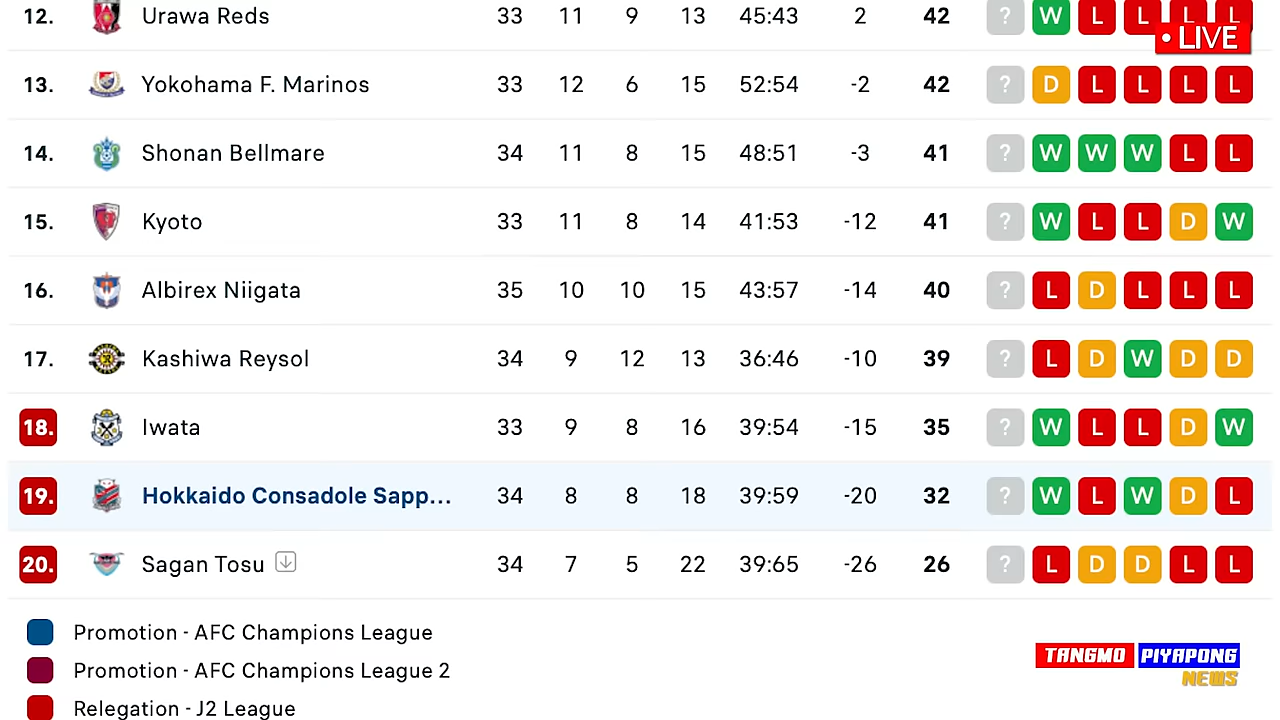 12. Urawa Reds 33 11 9 13 45:43 2 42 ? W L L L L
• LIVE
13. Yokohama F. Marinos 33 12 6 15 52:54 -2 42 ? D L L L L
14. Shonan Bellmare 34 11 8 15 48:51 -3 41 ? W W W L L
15. Kyoto 33 11 8 14 41:53 -12 41 ? W L L D W
16. Albirex Niigata 35 10 10 15 43:57 -14 40 ? L D L L L
17. Kashiwa Reysol 34 9 12 13 36:46 -10 39 ? L D W D D
18. Iwata 33 9 8 16 39:54 -15 35 ? W L L D W
19. Hokkaido Consadole Sapp... 34 8 8 18 39:59 -20 32 ? W L W D L
20. Sagan Tosu 34 7 5 22 39:65 -26 26 ? L D D L L
Promotion - AFC Champions League
Promotion - AFC Champions League 2
Relegation - J2 League
TANGMO PIYAPONG
NEWS